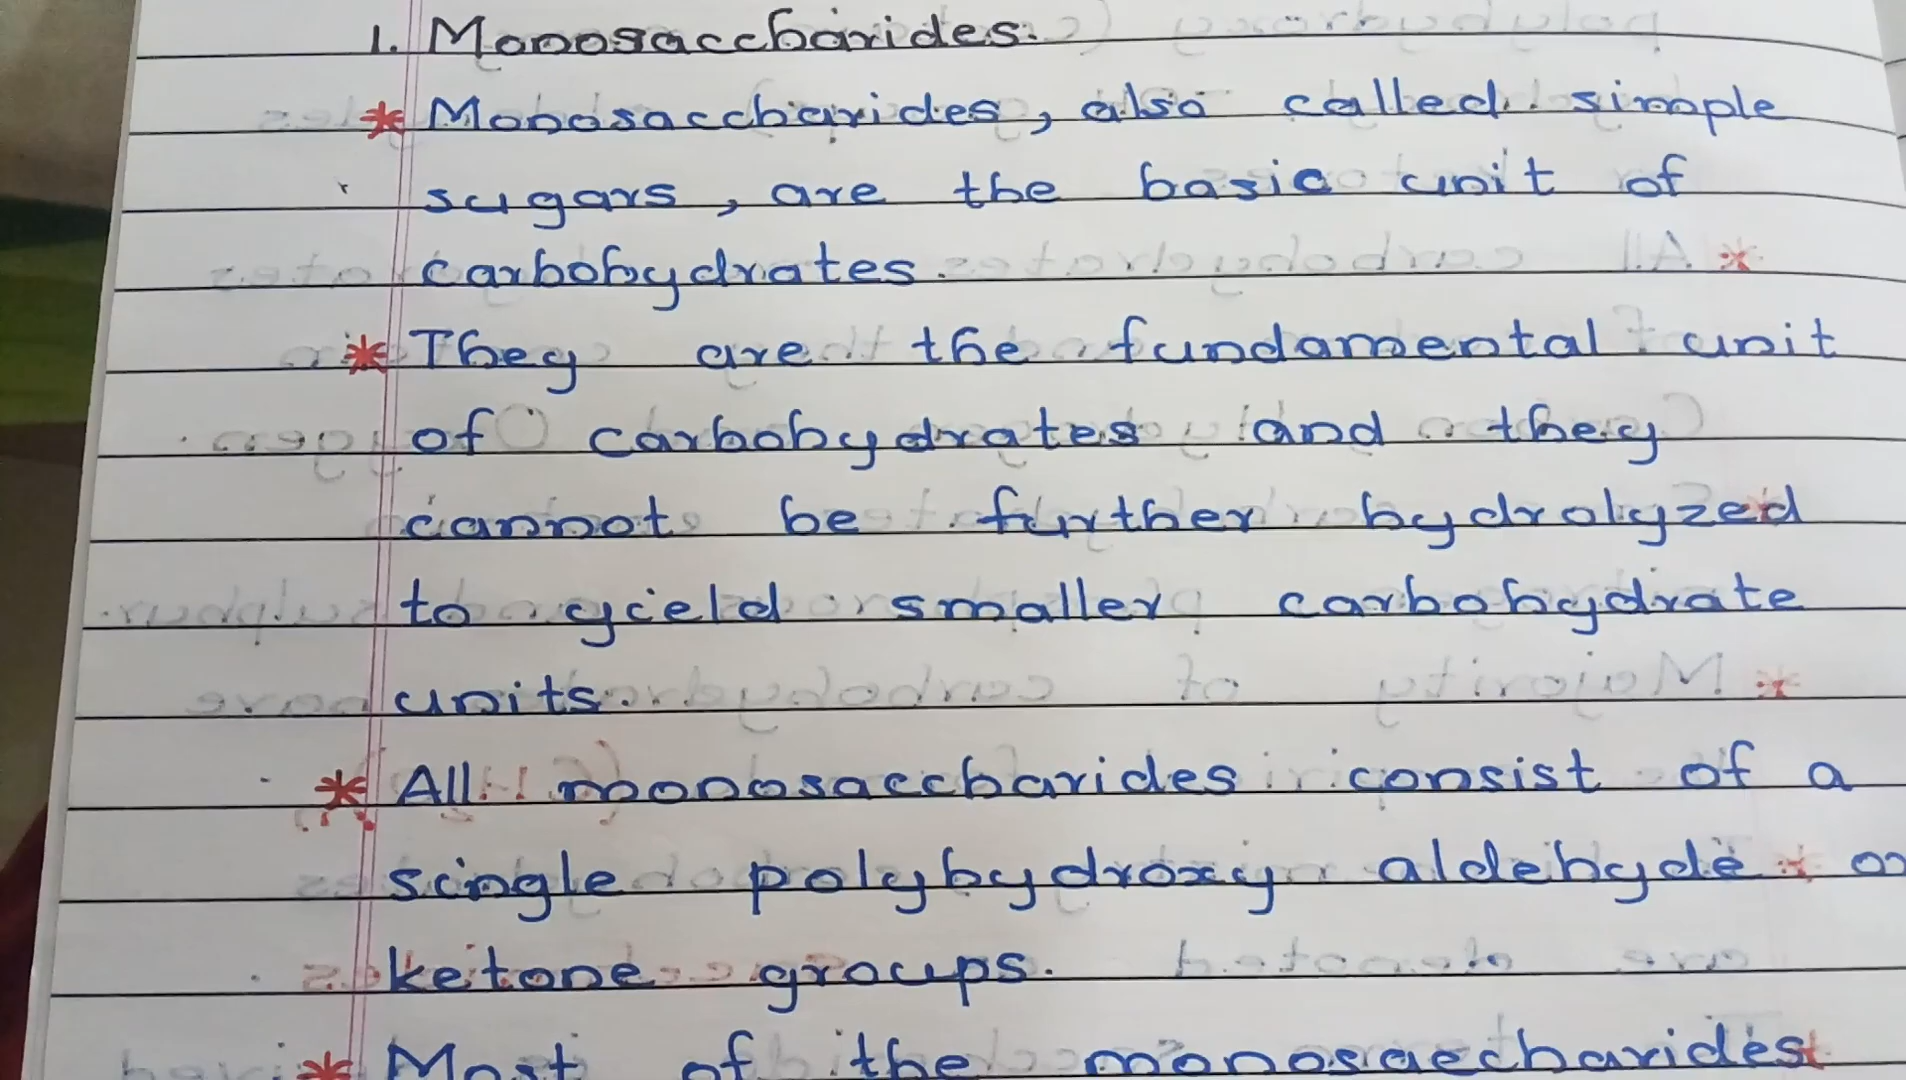 1. Monosaccharides.
* Monosaccharides, also called simple
sugars, are the basic unit of
carbohydrates.
* They are the fundamental unit
of carbohydrates and they
cannot be further hydrolyzed
to yield smaller carbohydrate
units.
* All monosaccharides consist of a
single polyhydroxy aldehyde
ketone groups.
* Most of the monosaccharides